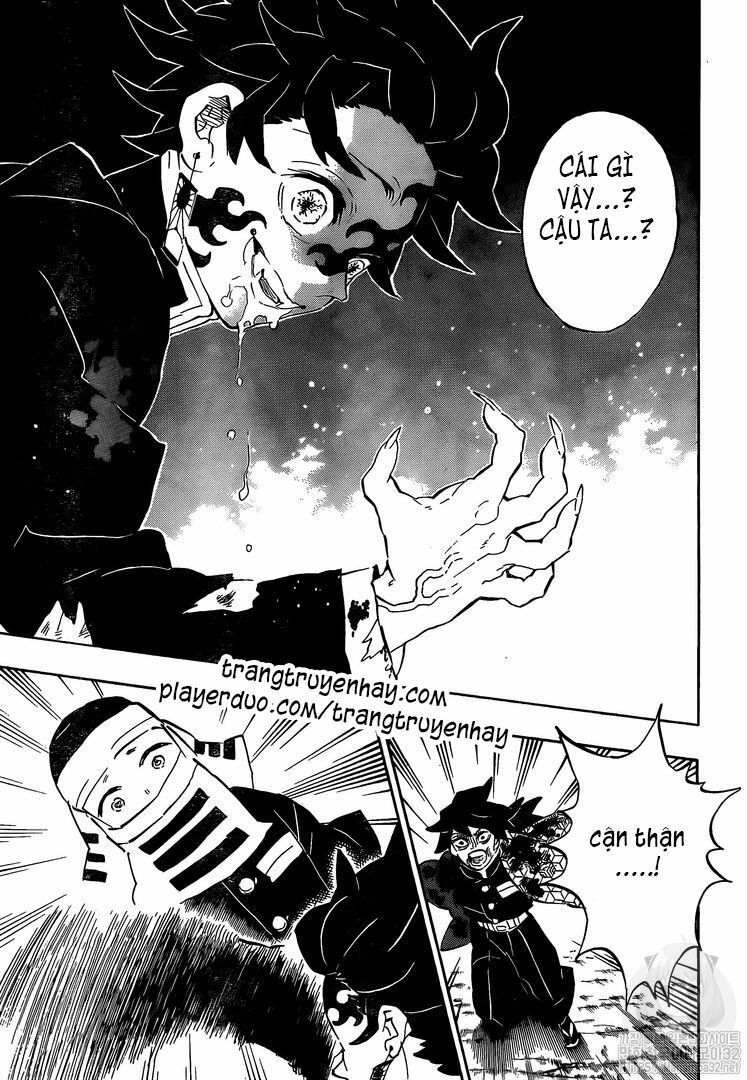 CÁI GÌ
VẬY...?
CẬU TA...?
trangtruyenhay.com
playerduo.com/trangtruyenhay
cận thận
.....!